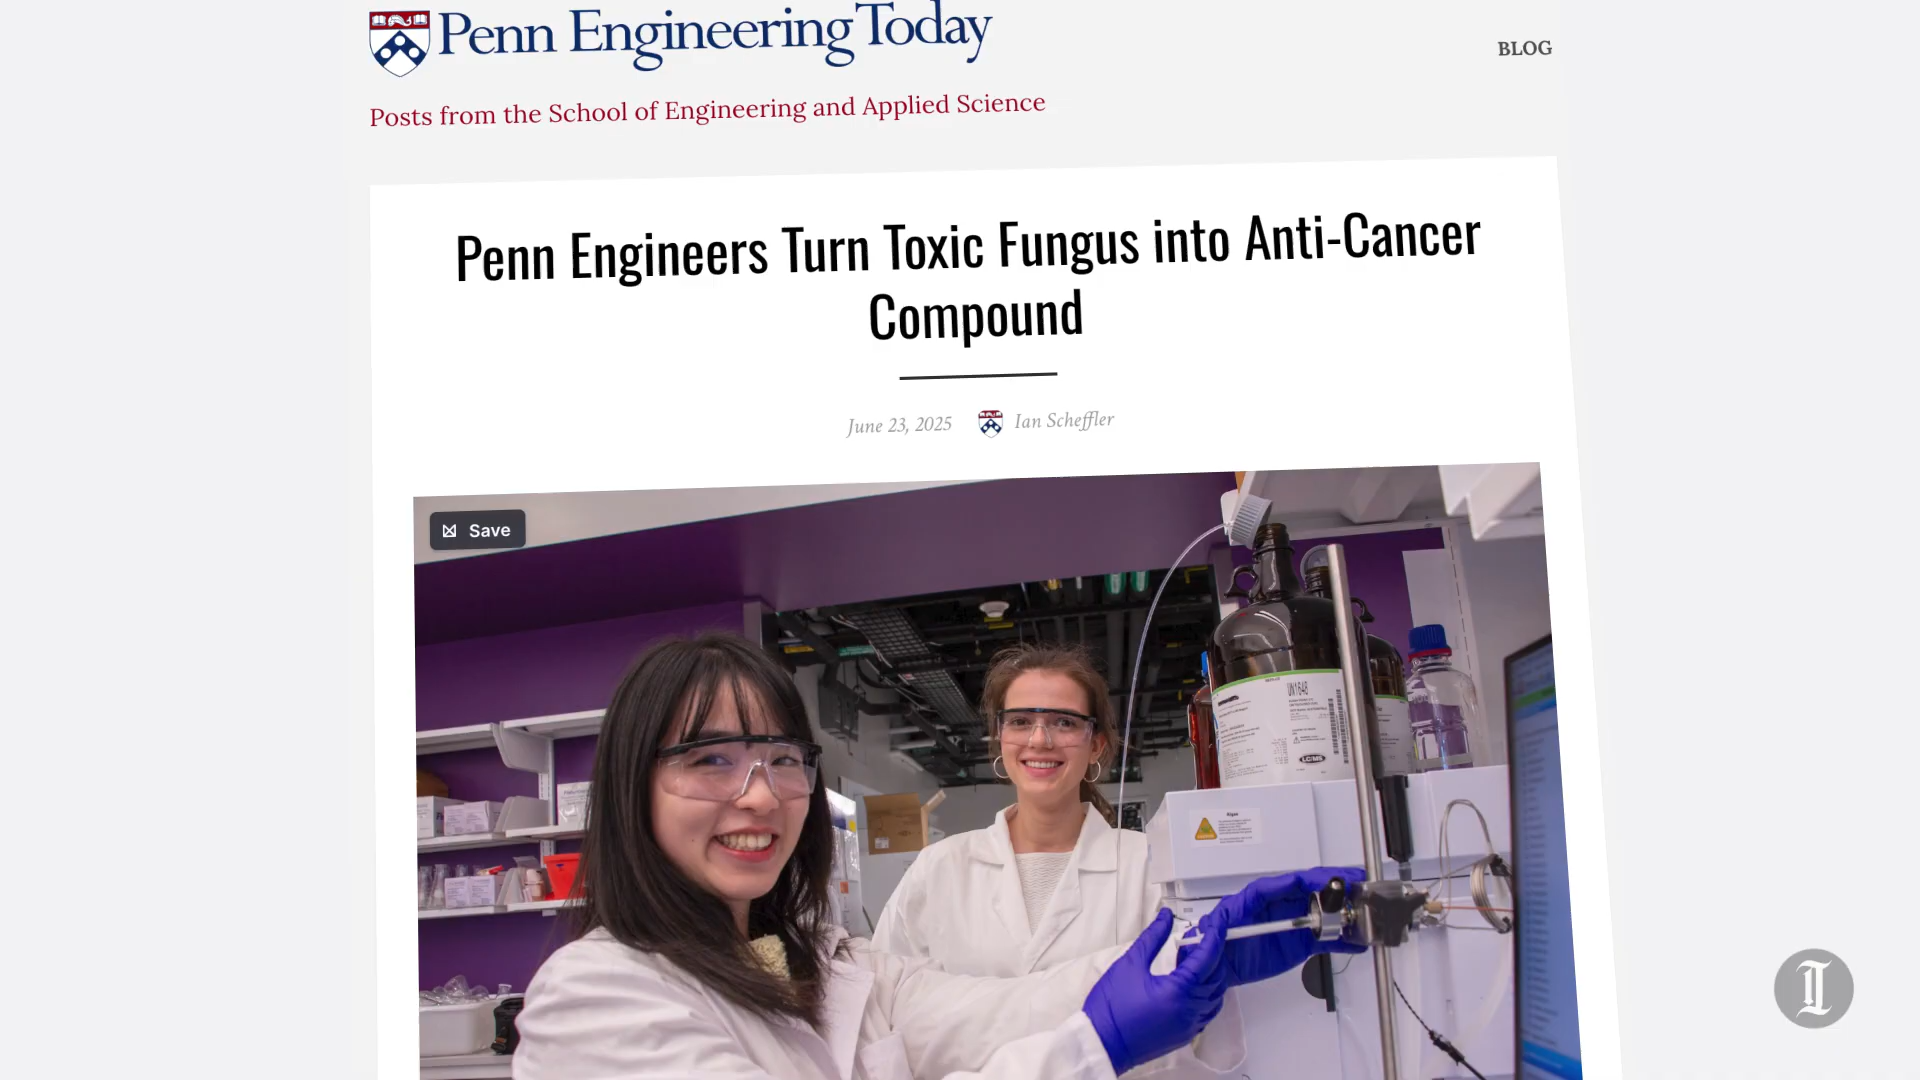 Penn Engineering Today
BLOG
Posts from the School of Engineering and Applied Science
Penn Engineers Turn Toxic Fungus into Anti-Cancer
Compound
June 23, 2025 Ian Scheffler
Save
UN1648
LC/MS